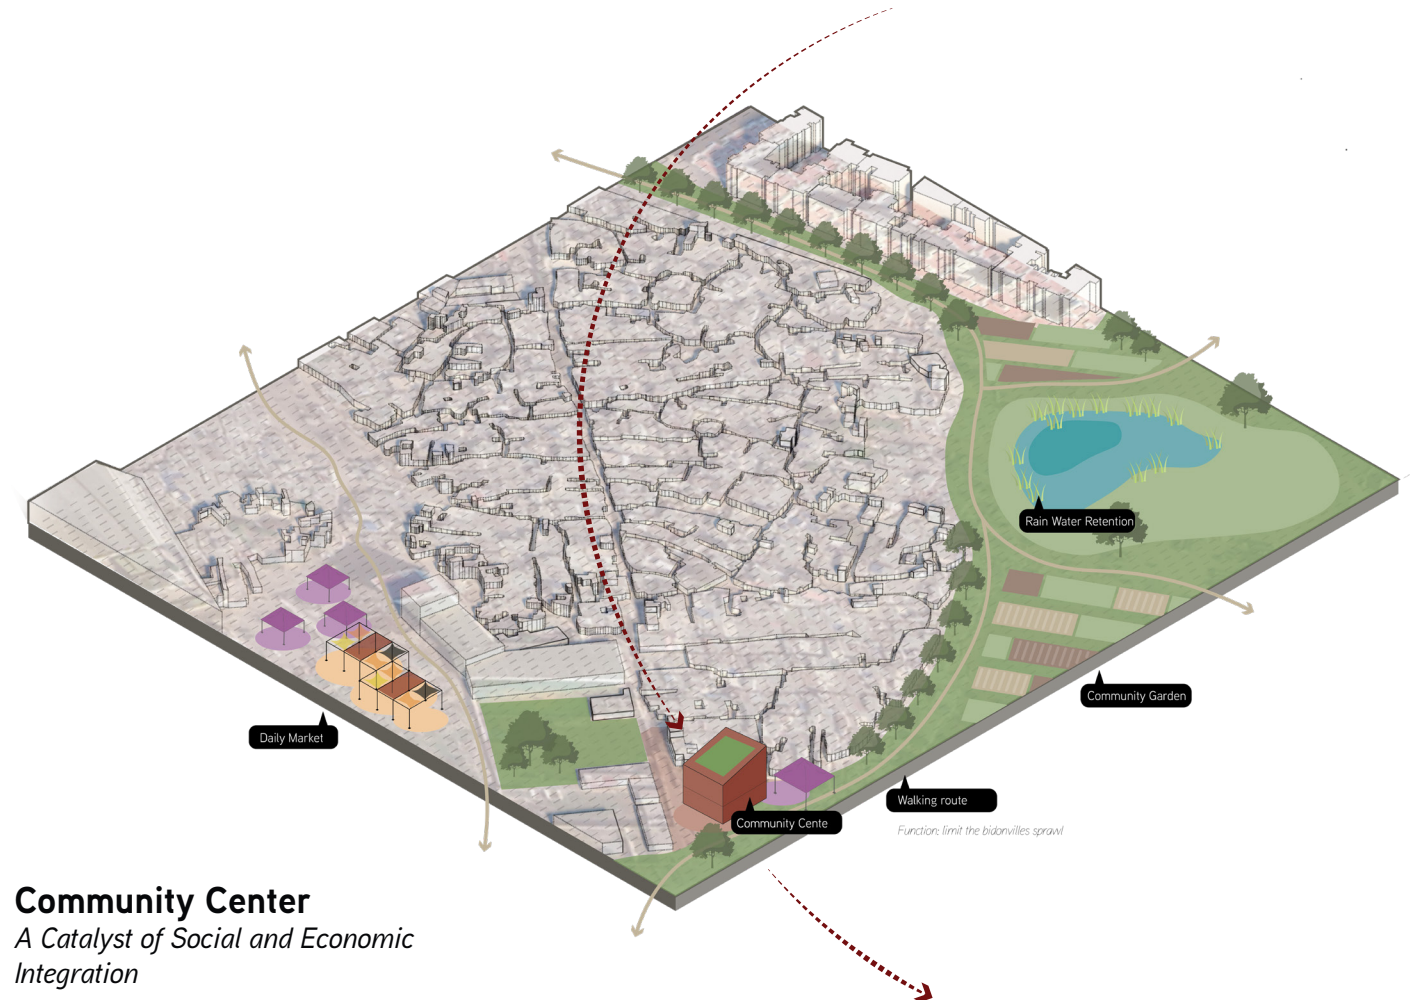 Rain Water Retention
Community Garden
Daily Market
Walking route
Community Cente
Function: limit the bidonvilles sprawl
Community Center
A Catalyst of Social and Economic
Integration